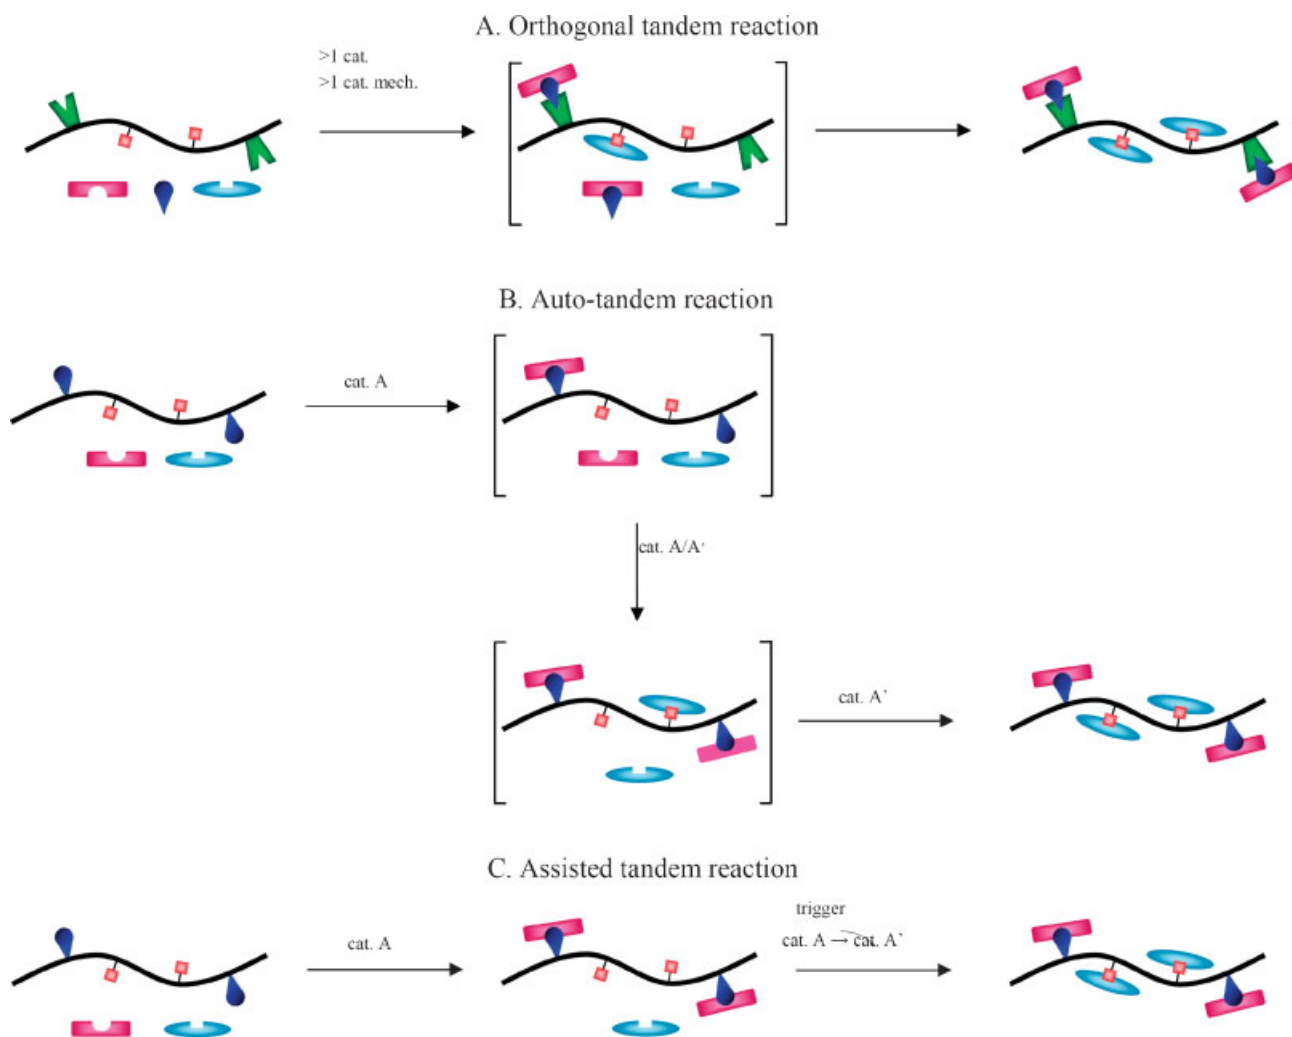 A. Orthogonal tandem reaction
>1 cat.
>1 cat. mech.
B. Auto-tandem reaction
cat. A
cat. A/A'
cat. A'
C. Assisted tandem reaction
cat. A
trigger
cat. A → cat. A'